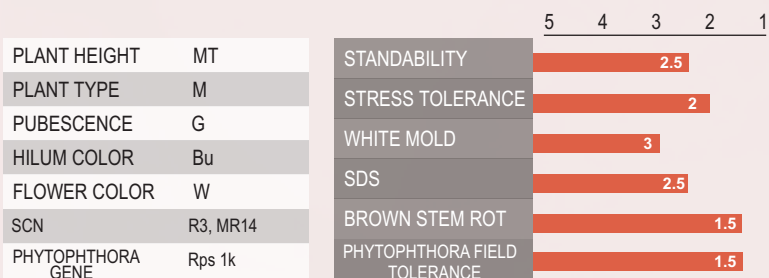 5 4 3 2 1
PLANT HEIGHT MT
PLANT TYPE M
PUBESCENCE G
HILUM COLOR Bu
FLOWER COLOR W
SCN R3, MR14
PHYTOPHTHORA
GENE Rps 1k
STANDABILITY 2.5
STRESS TOLERANCE 2
WHITE MOLD 3
SDS 2.5
BROWN STEM ROT 1.5
PHYTOPHTHORA FIELD
TOLERANCE 1.5